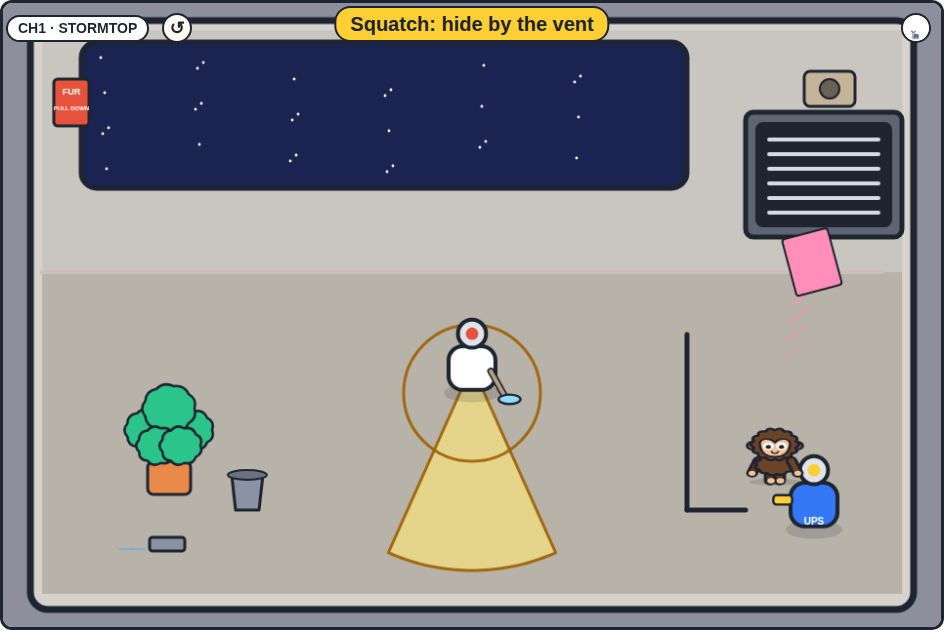 CH1 · STORMTOP
↺
Squatch: hide by the vent
FUR
PULL DOWN
UPS